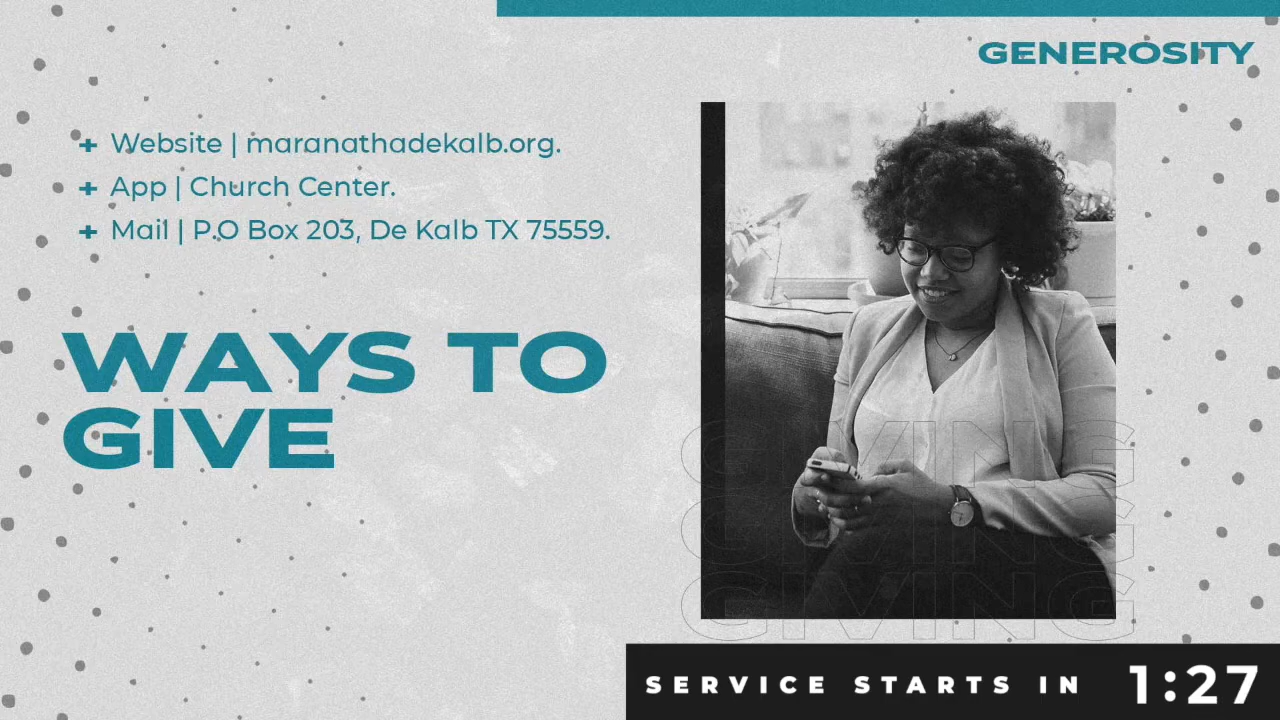 GENEROSITY
+ Website | maranathadekalb.org.
+ App | Church Center.
+ Mail | P.O Box 203, De Kalb TX 75559.
WAYS TO
GIVE
GIVING
GIVING
GIVING
SERVICE STARTS IN 1:27